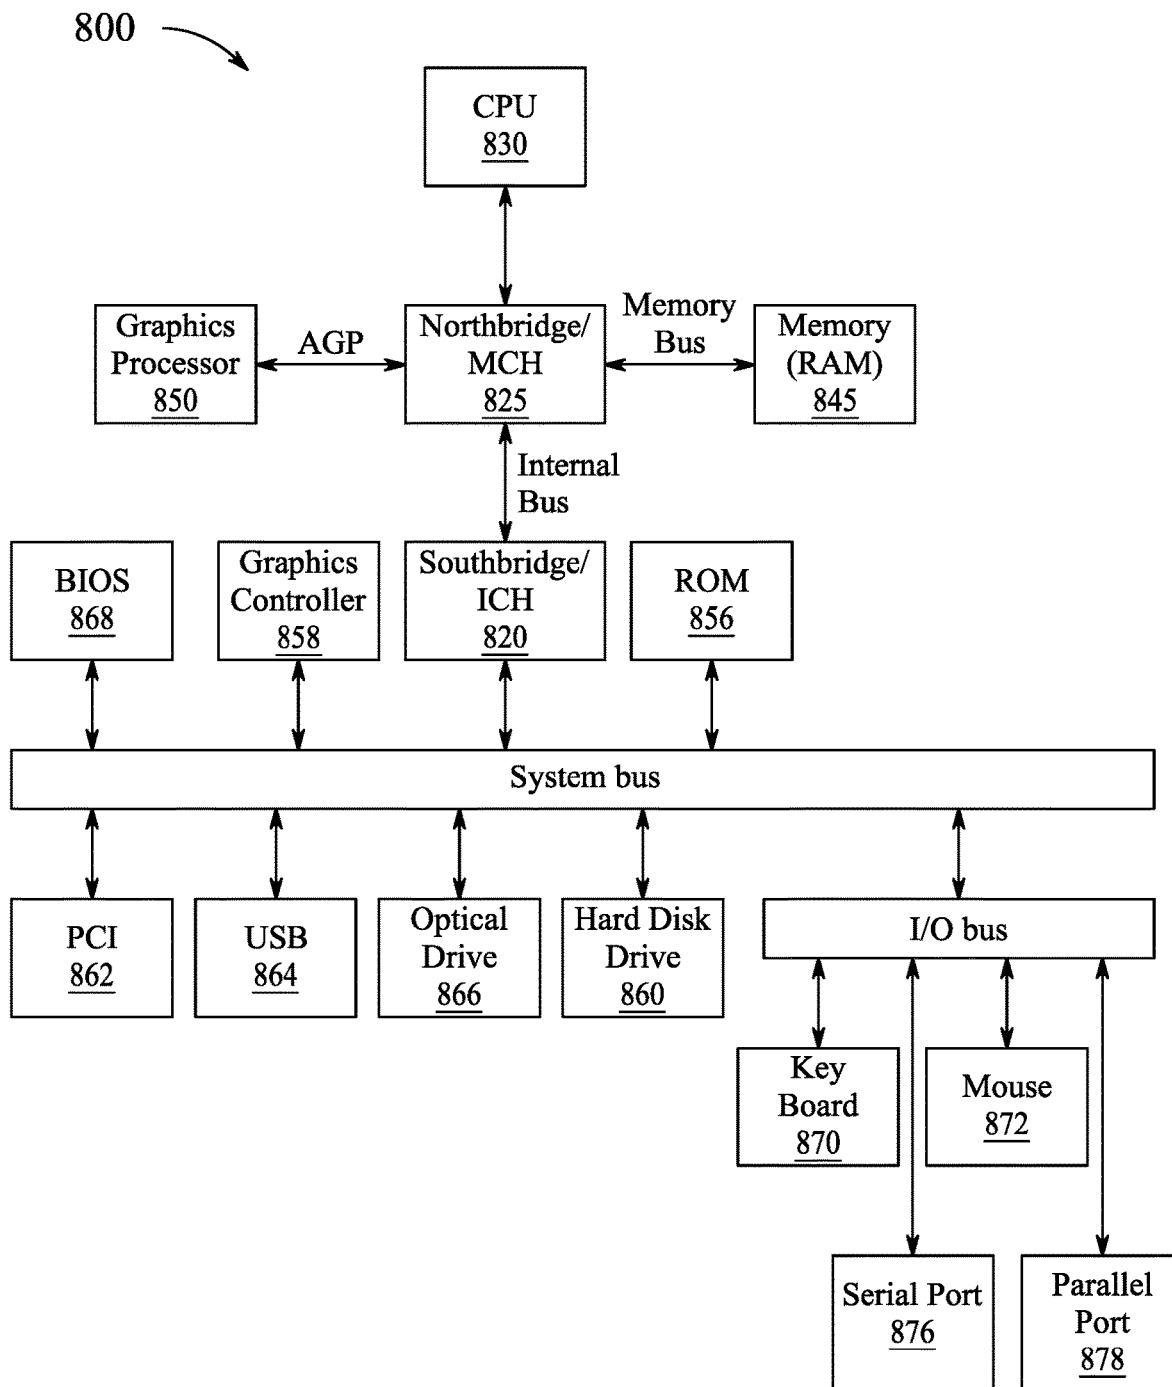 800
CPU
830
Graphics
Processor
850
AGP
Northbridge/
MCH
825
Memory
Bus
Memory
(RAM)
845
Internal
Bus
BIOS
868
Graphics
Controller
858
Southbridge/
ICH
820
ROM
856
System bus
PCI
862
USB
864
Optical
Drive
866
Hard Disk
Drive
860
I/O bus
Key
Board
870
Mouse
872
Serial Port
876
Parallel
Port
878